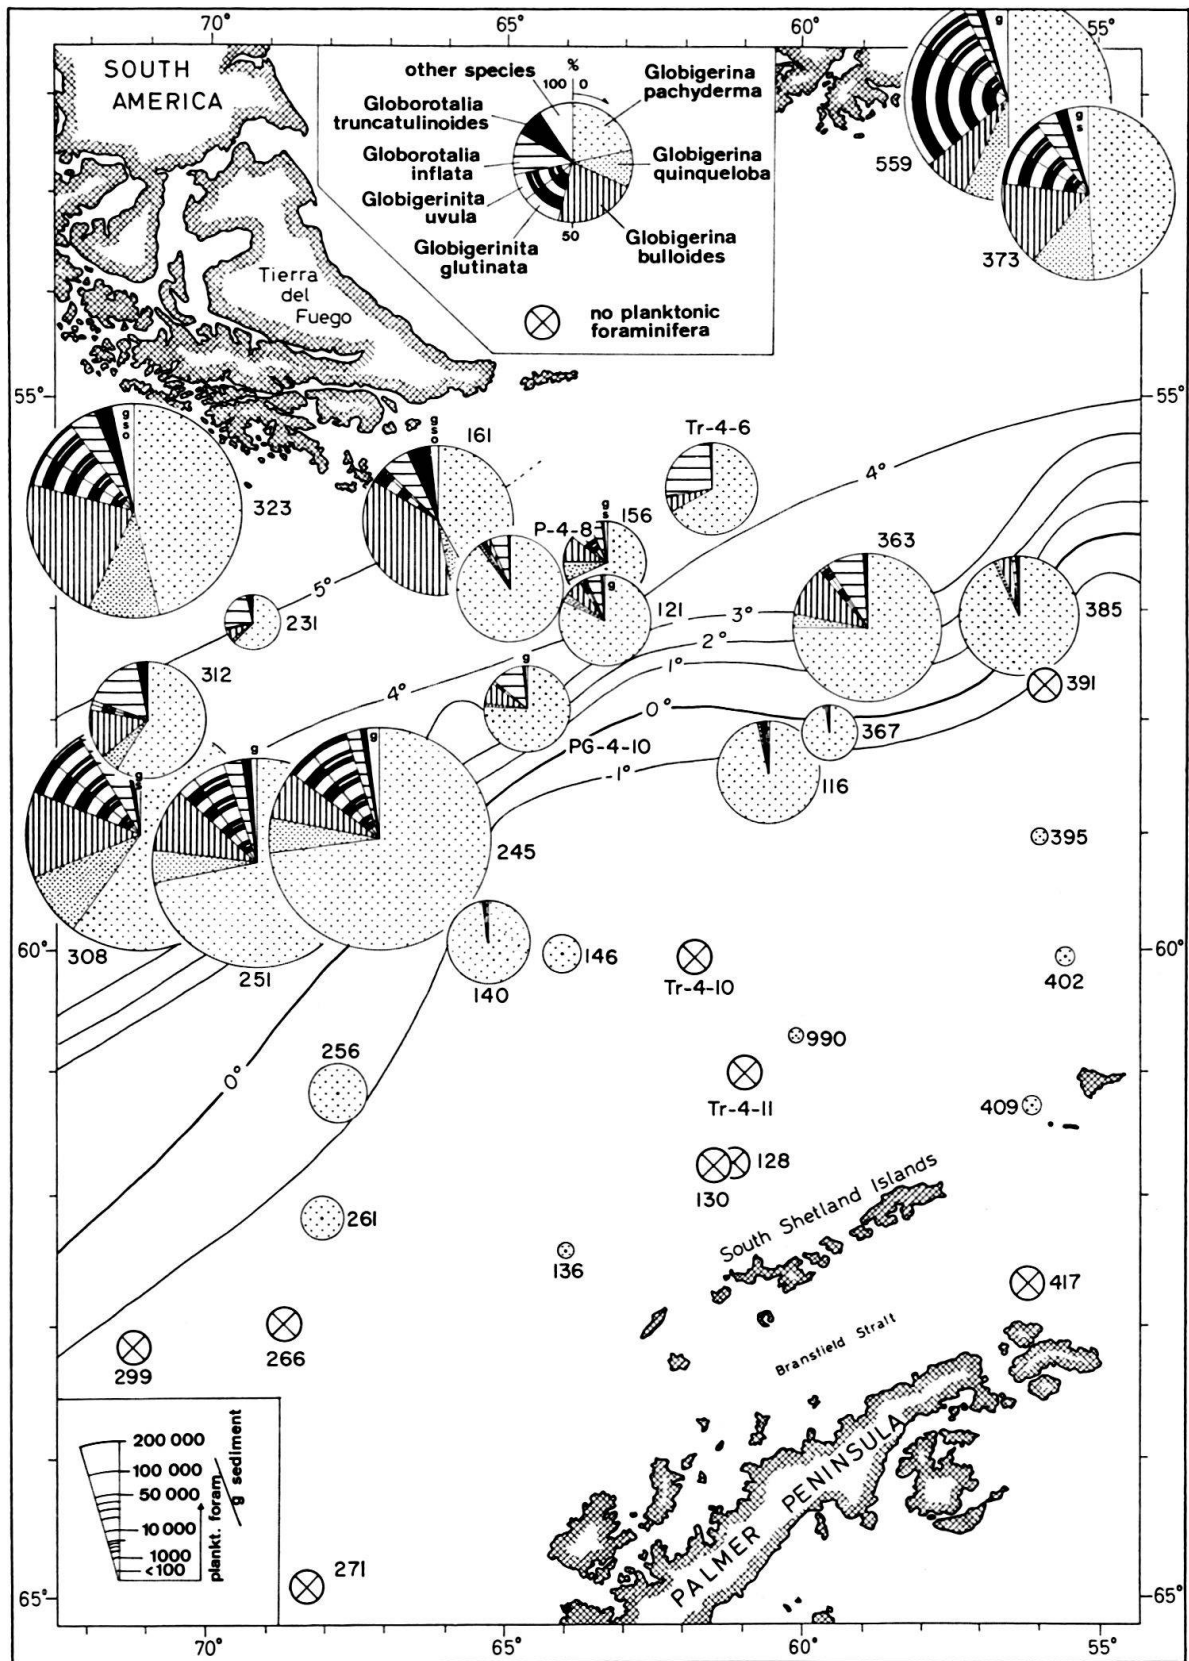 70°
65°
60°
55°
SOUTH
AMERICA
other species
%
100 0
Globigerina
pachyderma
Globorotalia
truncatulinoides
Globorotalia
inflata
Globigerina
quinqueloba
Globigerinita
uvula
Globigerinita
glutinata
50
Globigerina
bulloides
no planktonic
foraminifera
Tierra
del
Fuego
g
559
g
s
373
55°
55°
g
s
o
323
g
s
o
161
Tr-4-6
4°
P-4-8
g
s
156
363
5°
231
g
121
3°
2°
1°
385
312
4°
g
391
0°
PG-4-10
367
-1°
116
g
s
g
g
245
395
308
251
60°
140
146
Tr-4-10
402
60°
990
256
0°
Tr-4-11
409
128
130
261
136
South Shetland Islands
417
299
266
Bransfield Strait
200 000
100 000
50 000
10 000
1000
<100
plankt. foram
g sediment
PALMER PENINSULA
271
65°
65°
70°
65°
60°
55°